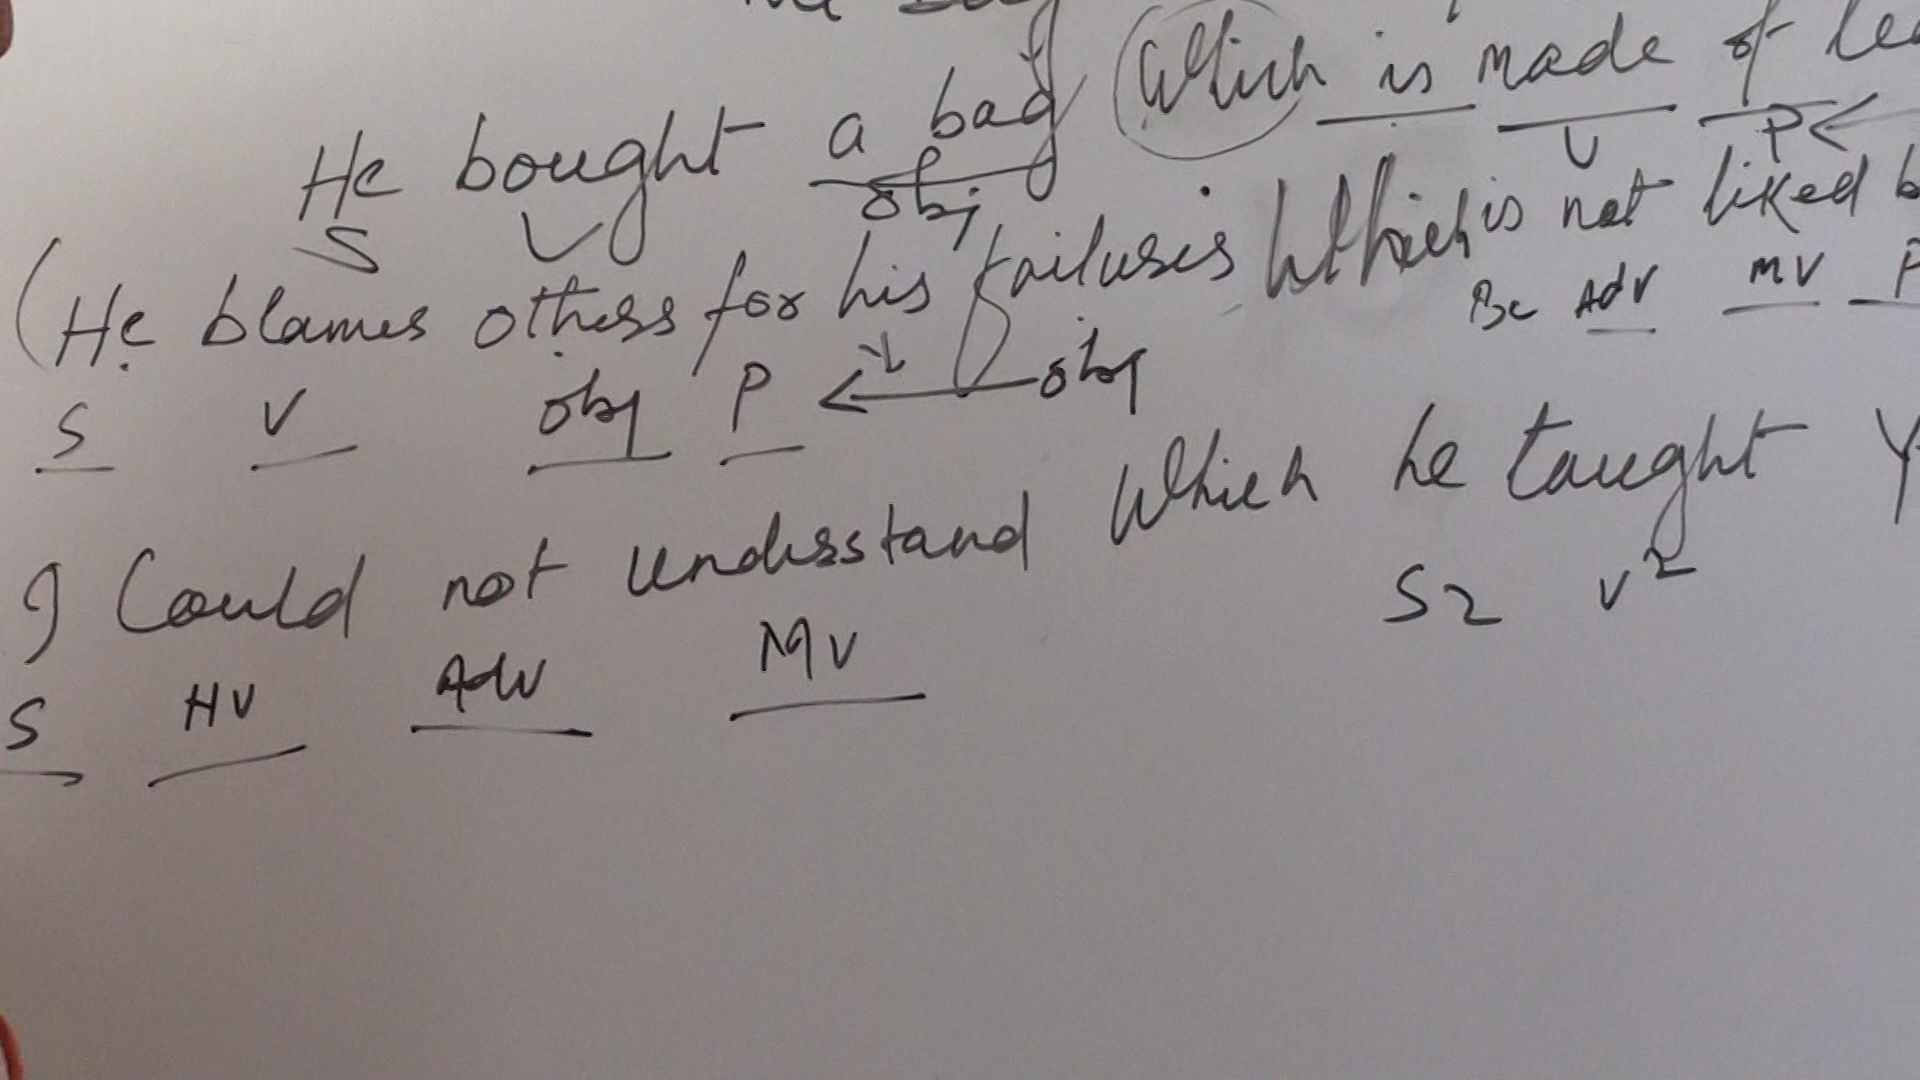 He bought a bag which is made of
S V obj V P
(He blames others for his failures which is not liked
Be Adv MV P
S V obj P obj
I Could not understand which he taught
S2 V2
S HV Adv MV